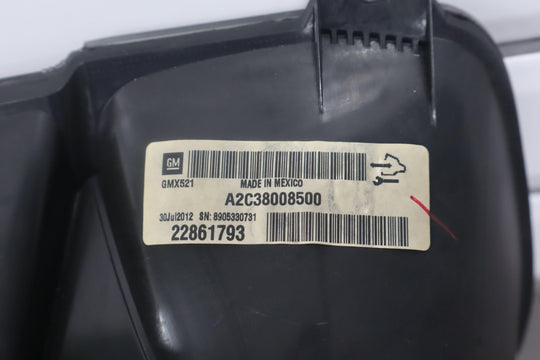 GM
GMX521 MADE IN MEXICO
A2C38008500
30Jul2012 SN: 8905330731
22861793